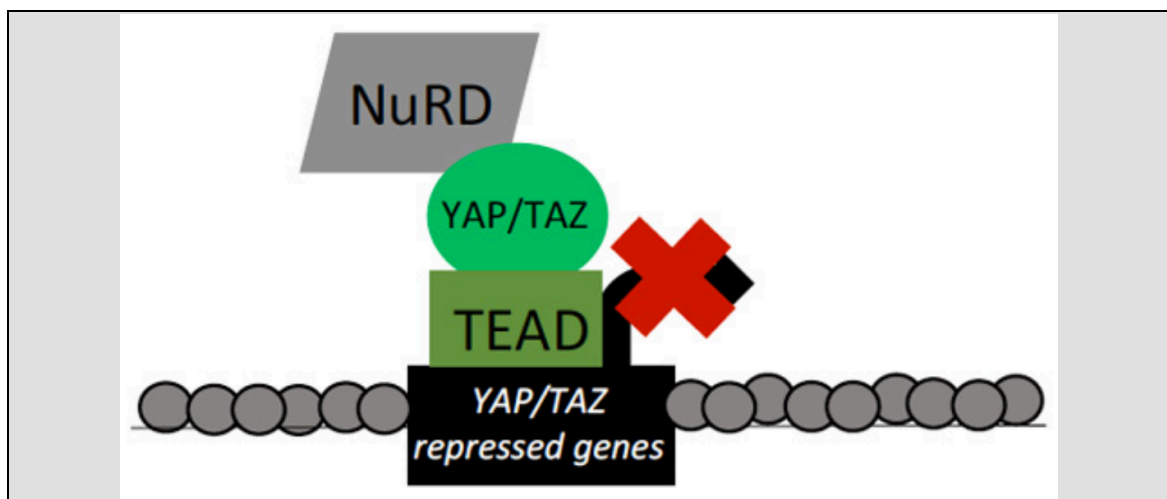 NuRD
YAP/TAZ
TEAD
YAP/TAZ
repressed genes